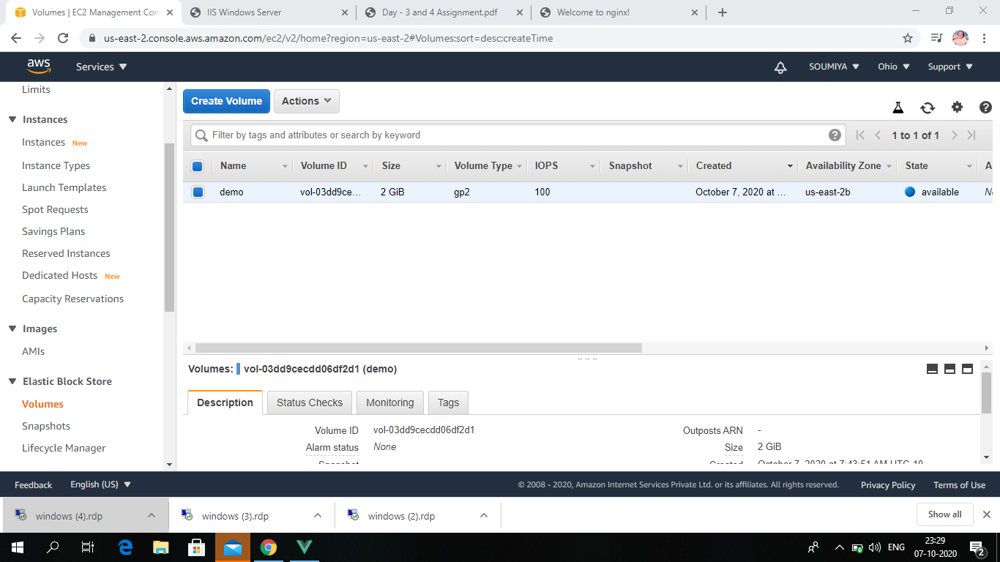 Volumes | EC2 Management Con
IIS Windows Server
Day - 3 and 4 Assignment.pdf
Welcome to nginx!
us-east-2.console.aws.amazon.com/ec2/v2/home?region=us-east-2#Volumes:sort=desc:createTime
aws
Services
SOUMIYA
Ohio
Support
Limits
Instances
Instances New
Instance Types
Launch Templates
Spot Requests
Savings Plans
Reserved Instances
Dedicated Hosts New
Capacity Reservations
Images
AMIs
Elastic Block Store
Volumes
Snapshots
Lifecycle Manager
Create Volume
Actions
Filter by tags and attributes or search by keyword
1 to 1 of 1
Name Volume ID Size Volume Type IOPS Snapshot Created Availability Zone State A
demo vol-03dd9ce... 2 GiB gp2 100 October 7, 2020 at ... us-east-2b available
Volumes: vol-03dd9cecdd06df2d1 (demo)
Description Status Checks Monitoring Tags
Volume ID vol-03dd9cecdd06df2d1 Outposts ARN -
Alarm status None Size 2 GiB
Snapshot Created October 7, 2020 at 7:43:51 AM UTC-10
Feedback
English (US)
© 2008 - 2020, Amazon Internet Services Private Ltd. or its affiliates. All rights reserved.
Privacy Policy
Terms of Use
windows (4).rdp
windows (3).rdp
windows (2).rdp
Show all
ENG
23:29
07-10-2020
2